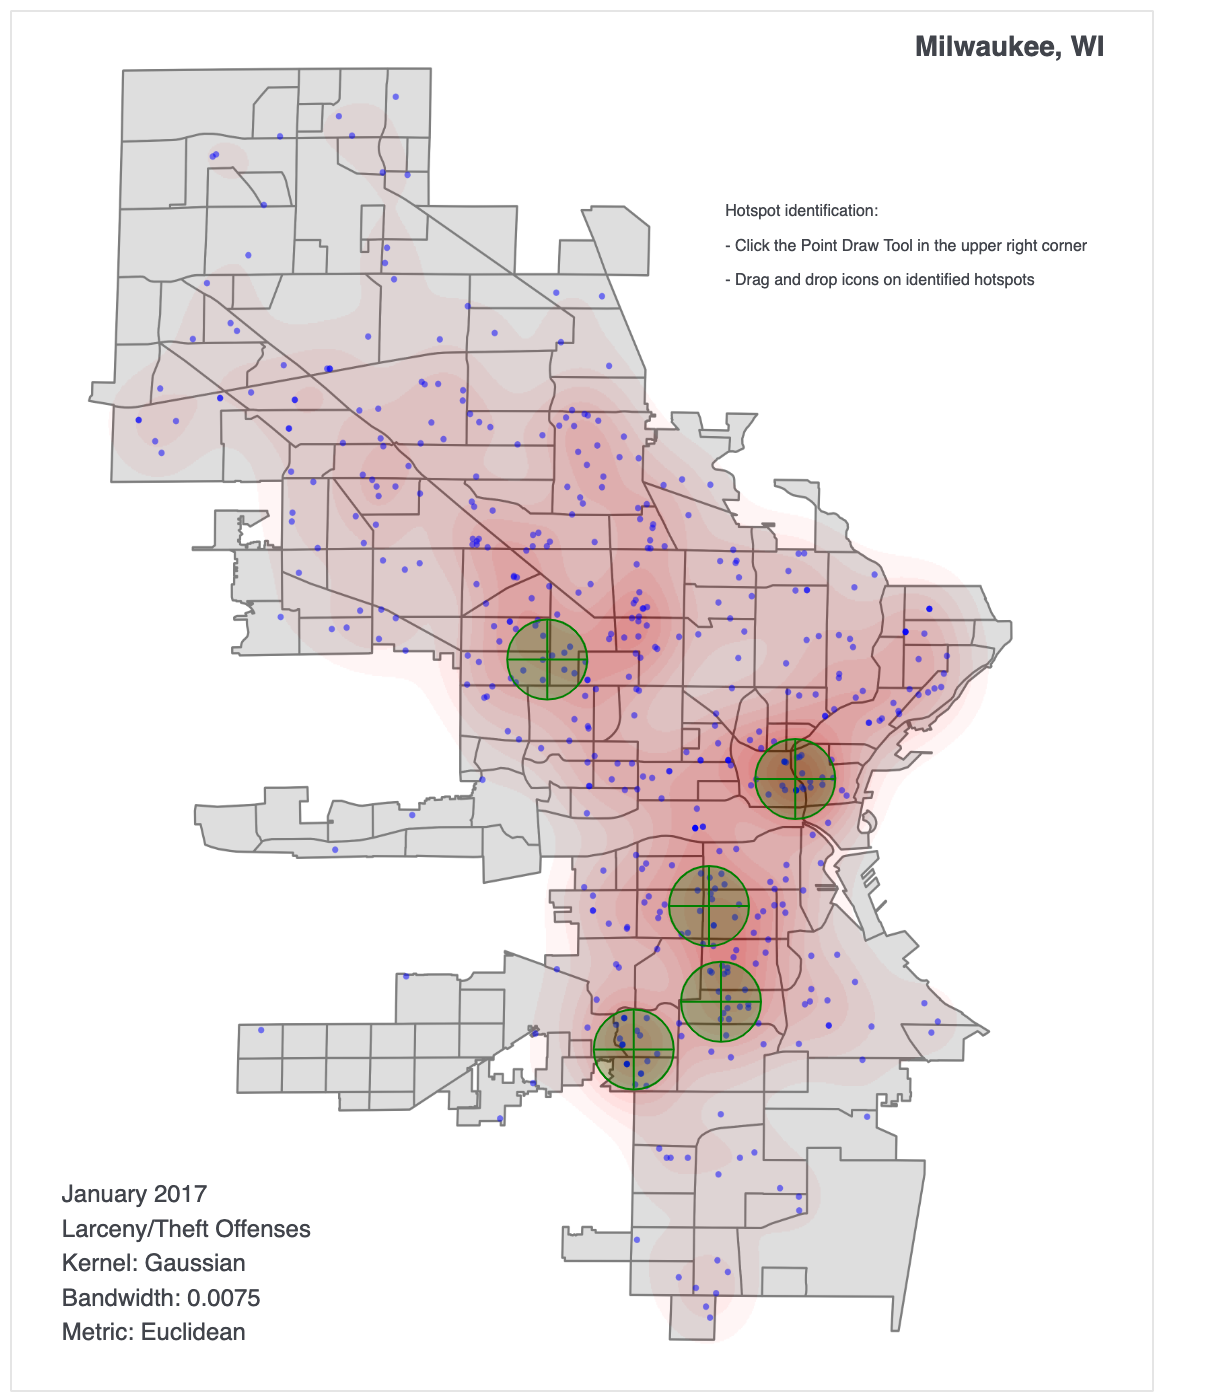 Milwaukee, WI
Hotspot identification:
- Click the Point Draw Tool in the upper right corner
- Drag and drop icons on identified hotspots
January 2017
Larceny/Theft Offenses
Kernel: Gaussian
Bandwidth: 0.0075
Metric: Euclidean